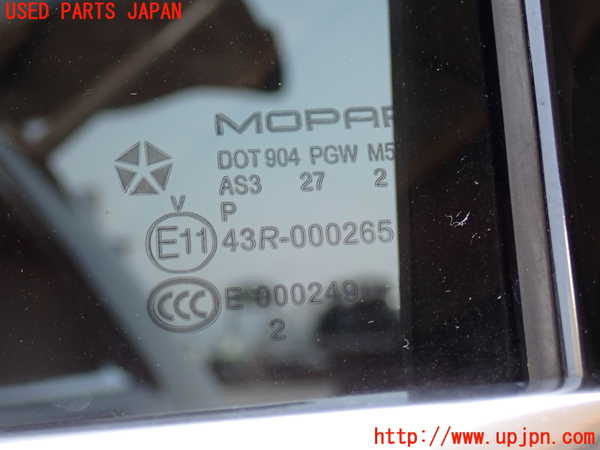 USED PARTS JAPAN
MOPAR
DOT 904 PGW M5
AS3 27 2
V P
E11 43R-000265
CCC E 000249
2
http://www.upjpn.com/